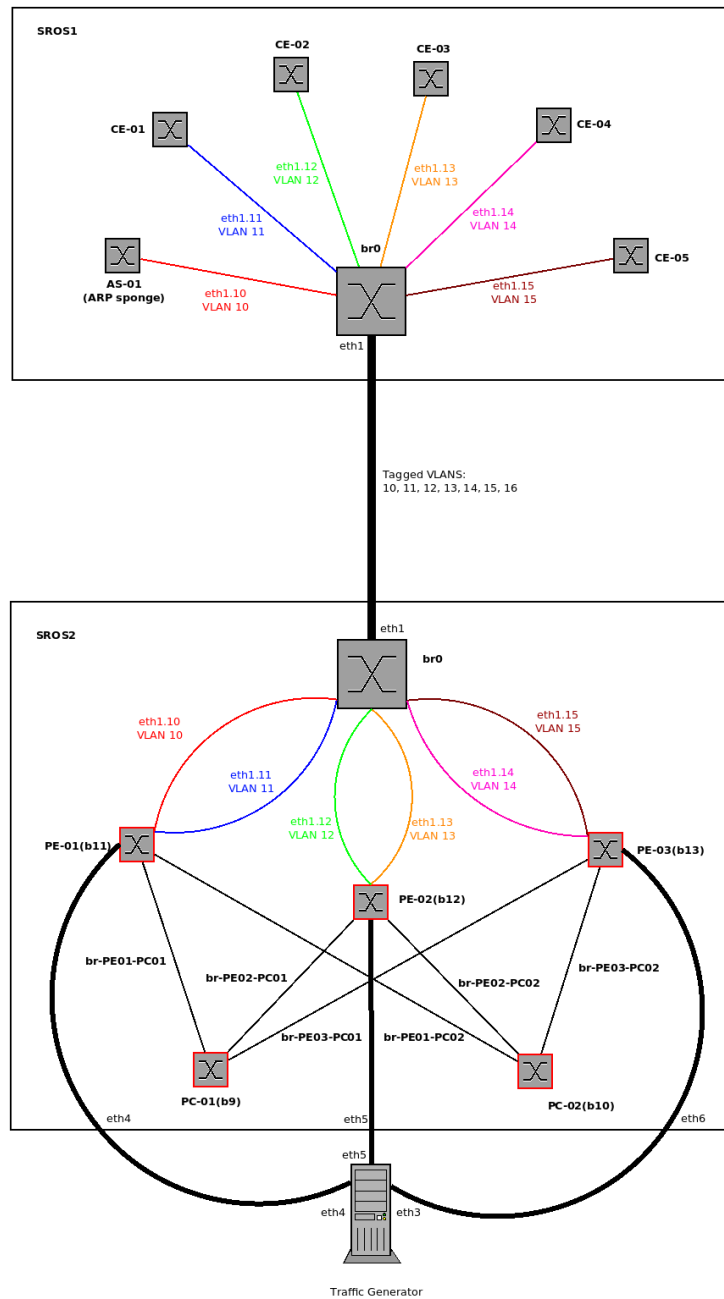 SROS1
CE-02
CE-03
CE-01
CE-04
eth1.12
VLAN 12
eth1.13
VLAN 13
eth1.11
VLAN 11
eth1.14
VLAN 14
br0
AS-01
(ARP sponge)
eth1.10
VLAN 10
eth1.15
VLAN 15
CE-05
eth1
Tagged VLANS:
10, 11, 12, 13, 14, 15, 16
SROS2
eth1
br0
eth1.10
VLAN 10
eth1.15
VLAN 15
eth1.11
VLAN 11
eth1.14
VLAN 14
eth1.12
VLAN 12
eth1.13
VLAN 13
PE-01(b11)
PE-03(b13)
PE-02(b12)
br-PE01-PC01
br-PE02-PC01
br-PE02-PC02
br-PE03-PC02
br-PE03-PC01
br-PE01-PC02
PC-01(b9)
PC-02(b10)
eth4
eth5
eth6
eth5
eth4
eth3
Traffic Generator